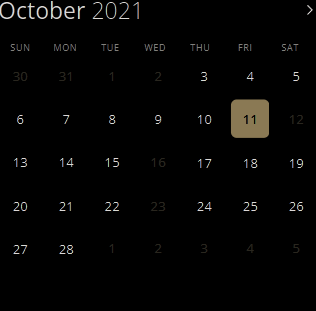 October 2021
SUN MON TUE WED THU FRI SAT
30 31 1 2 3 4 5
6 7 8 9 10 11 12
13 14 15 16 17 18 19
20 21 22 23 24 25 26
27 28 1 2 3 4 5